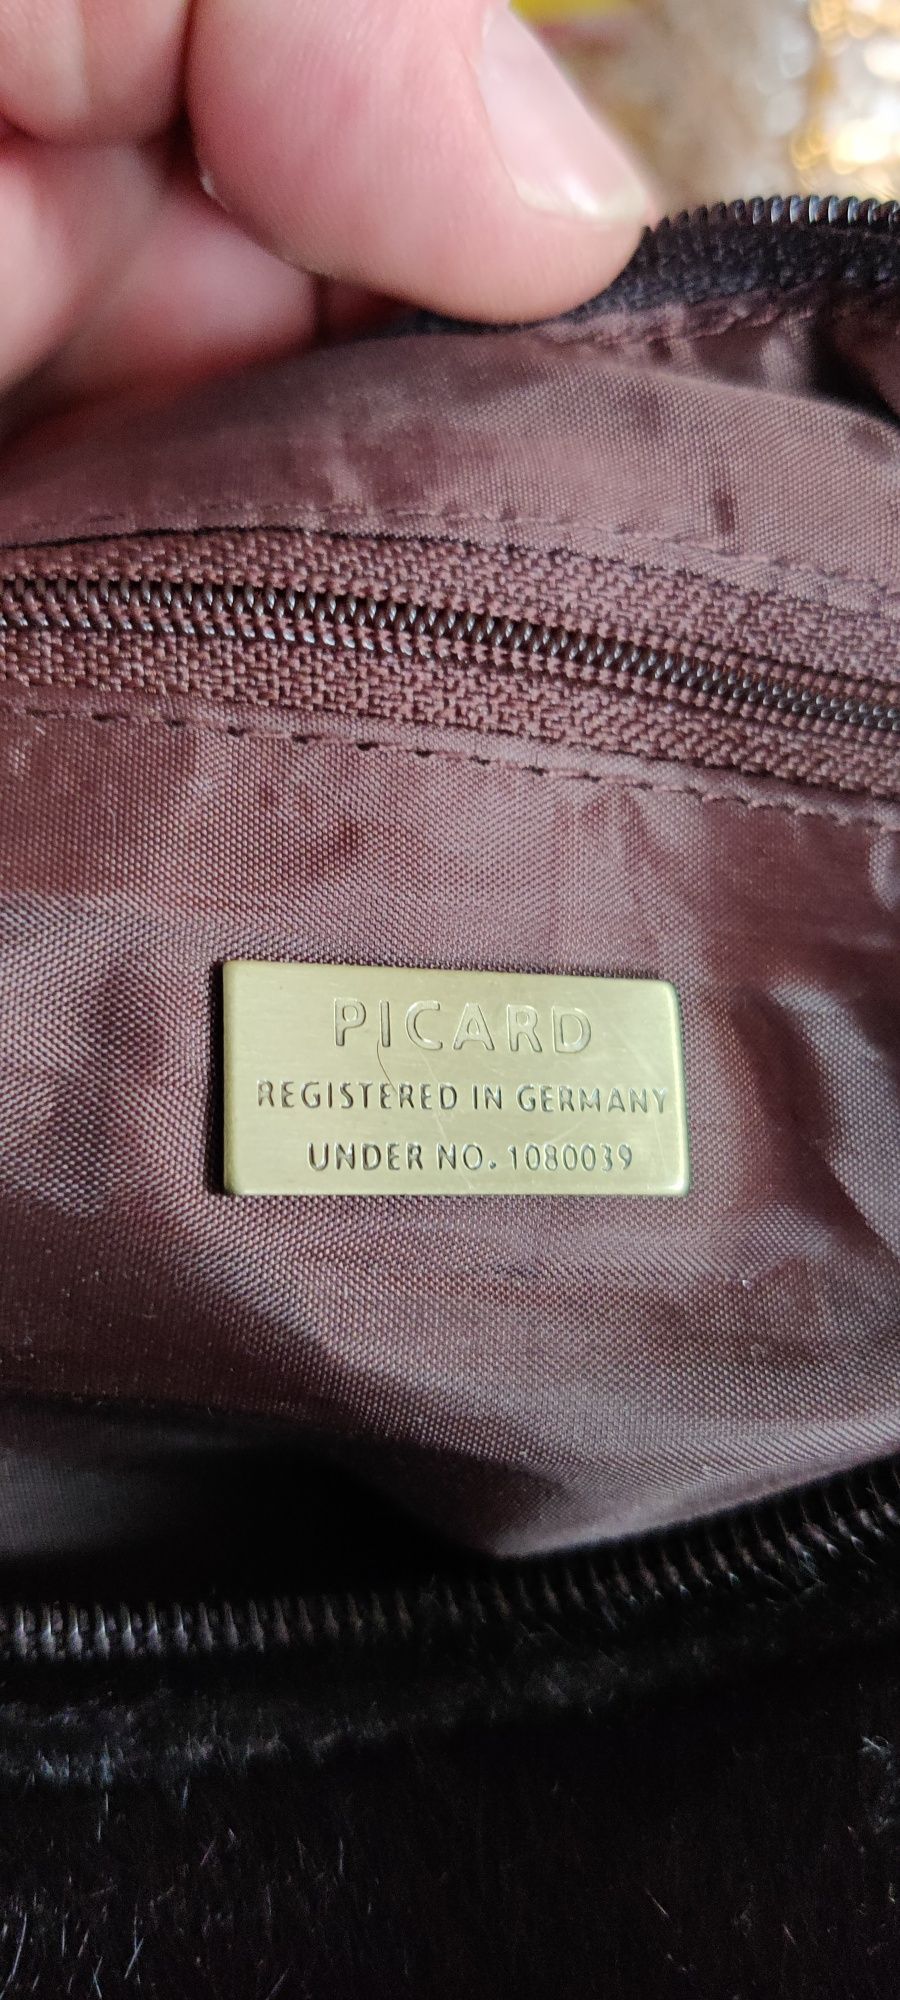 PICARD
REGISTERED IN GERMANY
UNDER NO. 1080039